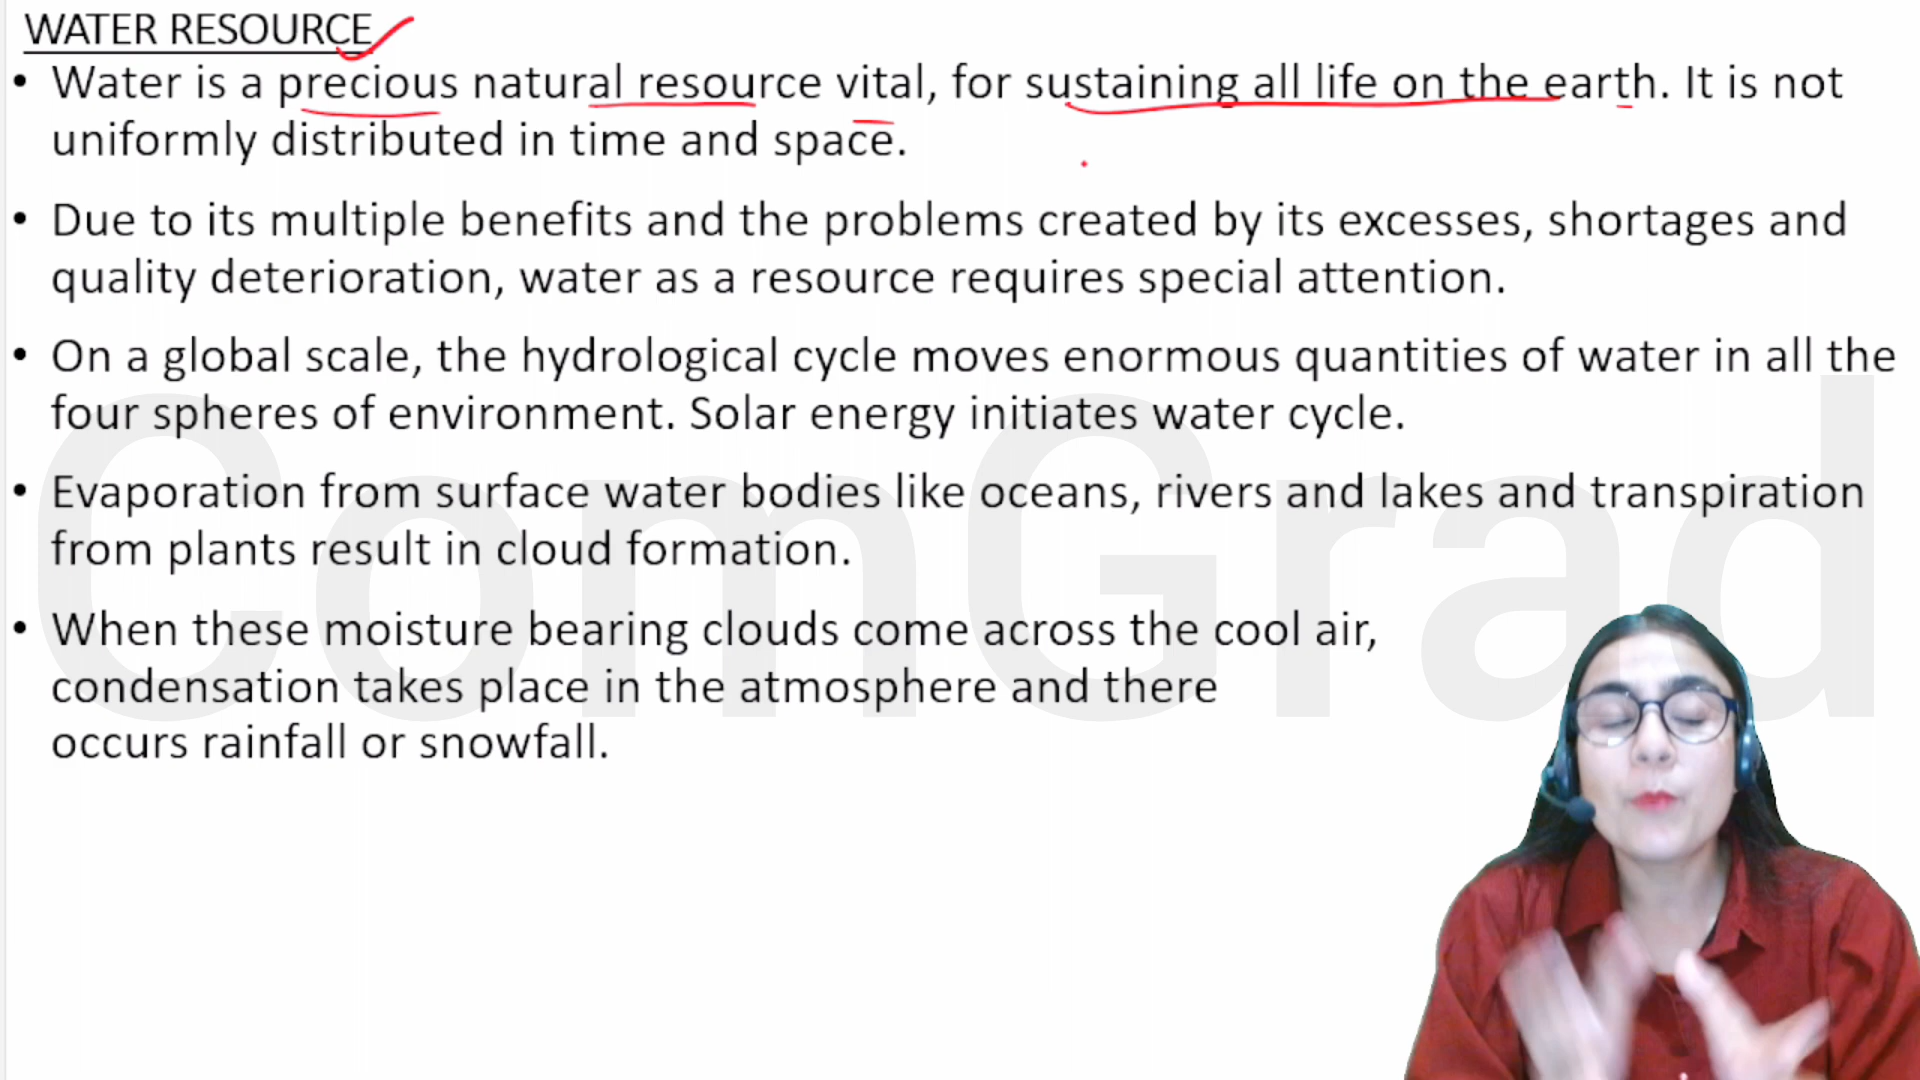 WATER RESOURCE
• Water is a precious natural resource vital, for sustaining all life on the earth. It is not
uniformly distributed in time and space.
• Due to its multiple benefits and the problems created by its excesses, shortages and
quality deterioration, water as a resource requires special attention.
• On a global scale, the hydrological cycle moves enormous quantities of water in all the
four spheres of environment. Solar energy initiates water cycle.
• Evaporation from surface water bodies like oceans, rivers and lakes and transpiration
from plants result in cloud formation.
• When these moisture bearing clouds come across the cool air,
condensation takes place in the atmosphere and there
occurs rainfall or snowfall.
ComGrad